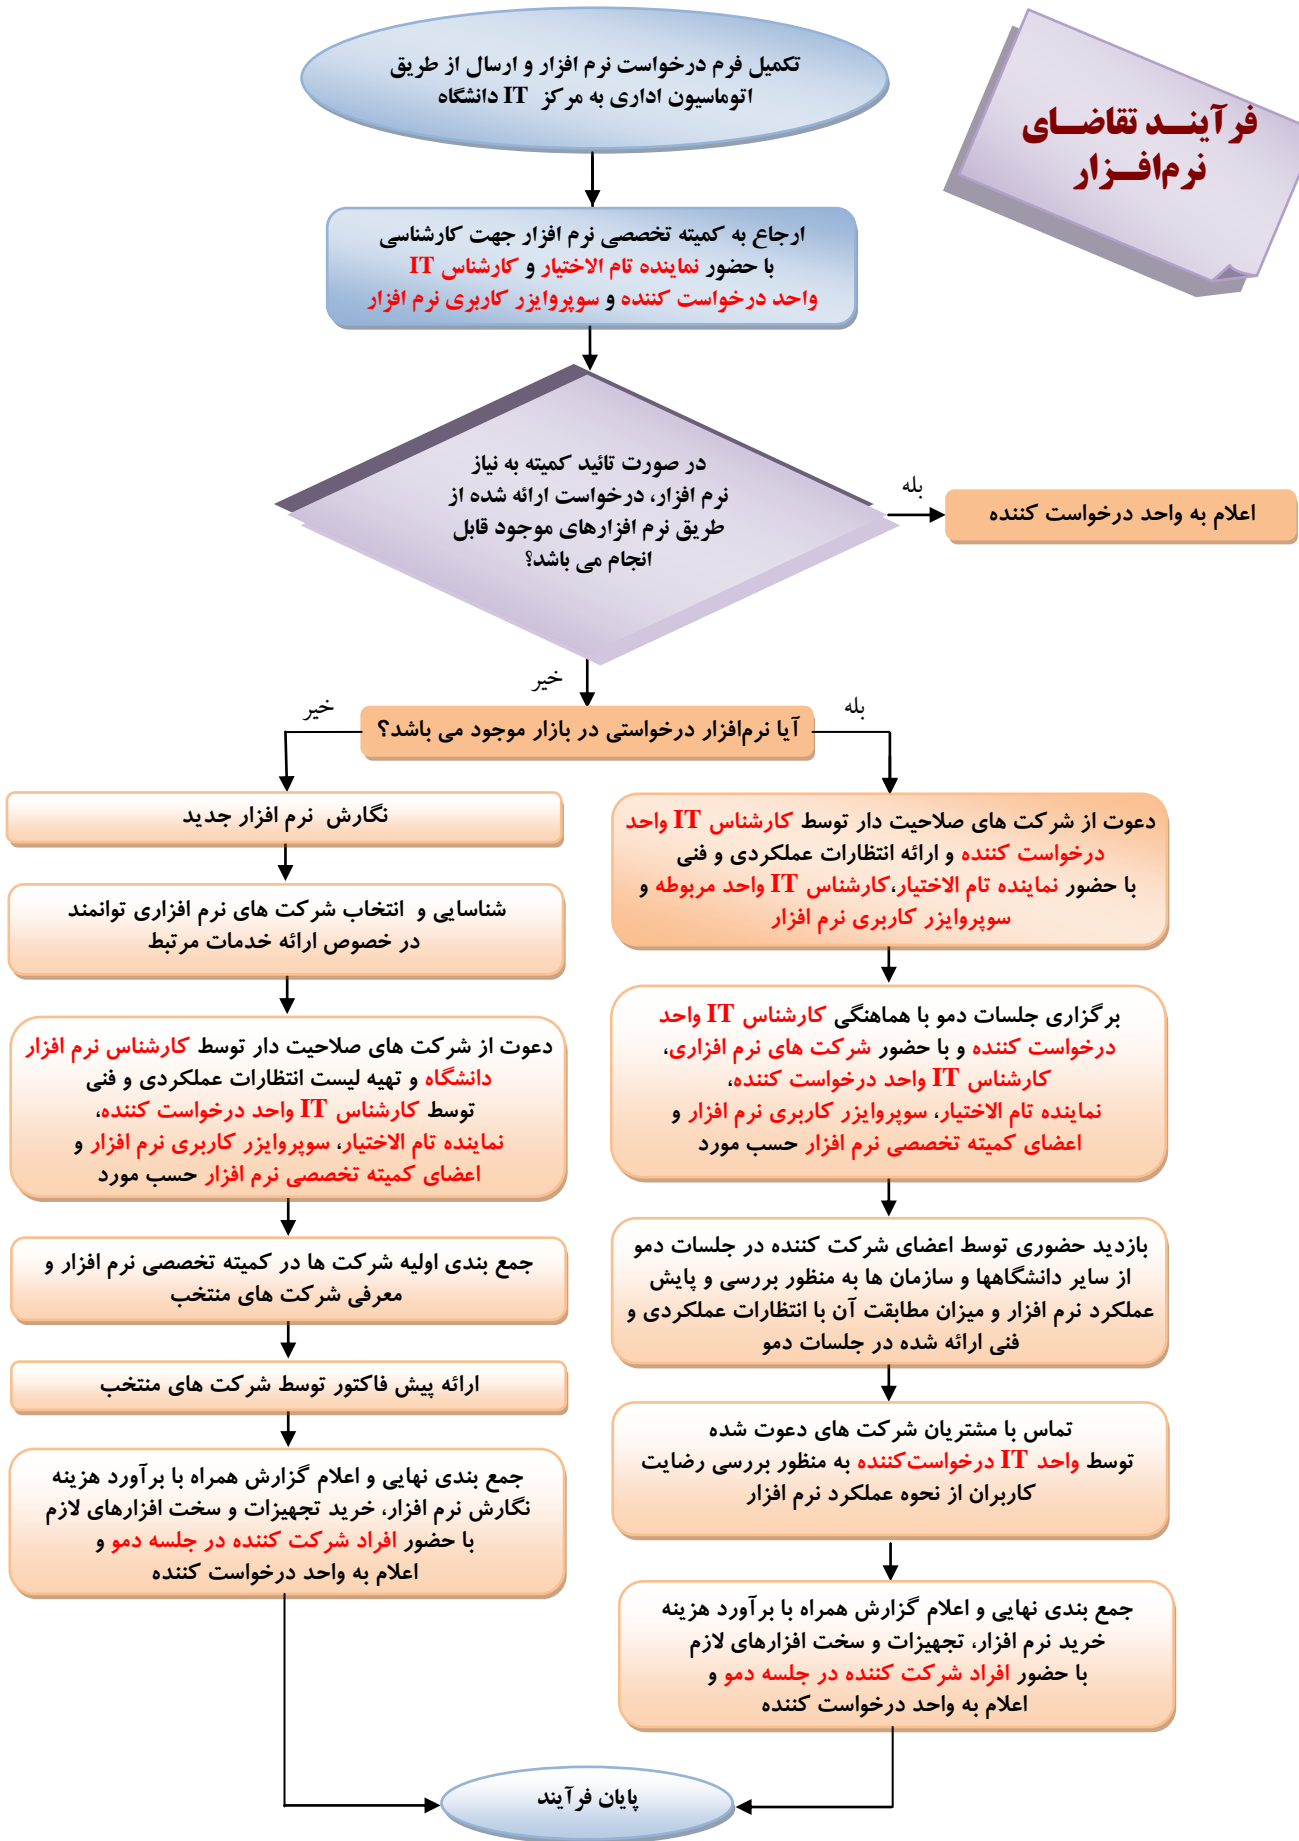 فرآینـــد تقاضـــای
نرم‌افـــزار
تکمیل فرم درخواست نرم افزار و ارسال از طریق
اتوماسیون اداری به مرکز IT دانشگاه
ارجاع به کمیته تخصصی نرم افزار جهت کارشناسی
با حضور نماینده تام الاختیار و کارشناس IT
واحد درخواست کننده و سوپروایزر کاربری نرم افزار
در صورت تائید کمیته به نیاز
نرم افزار، درخواست ارائه شده از
طریق نرم افزارهای موجود قابل
انجام می باشد؟
بله
اعلام به واحد درخواست کننده
خیر
آیا نرم‌افزار درخواستی در بازار موجود می باشد؟
بله
خیر
دعوت از شرکت های صلاحیت دار توسط کارشناس IT واحد
درخواست کننده و ارائه انتظارات عملکردی و فنی
با حضور نماینده تام الاختیار،کارشناس IT واحد مربوطه و
سوپروایزر کاربری نرم افزار
برگزاری جلسات دمو با هماهنگی کارشناس IT واحد
درخواست کننده و با حضور شرکت های نرم افزاری،
کارشناس IT واحد درخواست کننده،
نماینده تام الاختیار، سوپروایزر کاربری نرم افزار و
اعضای کمیته تخصصی نرم افزار حسب مورد
بازدید حضوری توسط اعضای شرکت کننده در جلسات دمو
از سایر دانشگاهها و سازمان ها به منظور بررسی و پایش
عملکرد نرم افزار و میزان مطابقت آن با انتظارات عملکردی و
فنی ارائه شده در جلسات دمو
تماس با مشتریان شرکت های دعوت شده
توسط واحد IT درخواست‌کننده به منظور بررسی رضایت
کاربران از نحوه عملکرد نرم افزار
جمع بندی نهایی و اعلام گزارش همراه با برآورد هزینه
خرید نرم افزار، تجهیزات و سخت افزارهای لازم
با حضور افراد شرکت کننده در جلسه دمو و
اعلام به واحد درخواست کننده
نگارش نرم افزار جدید
شناسایی و انتخاب شرکت های نرم افزاری توانمند
در خصوص ارائه خدمات مرتبط
دعوت از شرکت های صلاحیت دار توسط کارشناس نرم افزار
دانشگاه و تهیه لیست انتظارات عملکردی و فنی
توسط کارشناس IT واحد درخواست کننده،
نماینده تام الاختیار، سوپروایزر کاربری نرم افزار و
اعضای کمیته تخصصی نرم افزار حسب مورد
جمع بندی اولیه شرکت ها در کمیته تخصصی نرم افزار و
معرفی شرکت های منتخب
ارائه پیش فاکتور توسط شرکت های منتخب
جمع بندی نهایی و اعلام گزارش همراه با برآورد هزینه
نگارش نرم افزار، خرید تجهیزات و سخت افزارهای لازم
با حضور افراد شرکت کننده در جلسه دمو و
اعلام به واحد درخواست کننده
پایان فرآیند